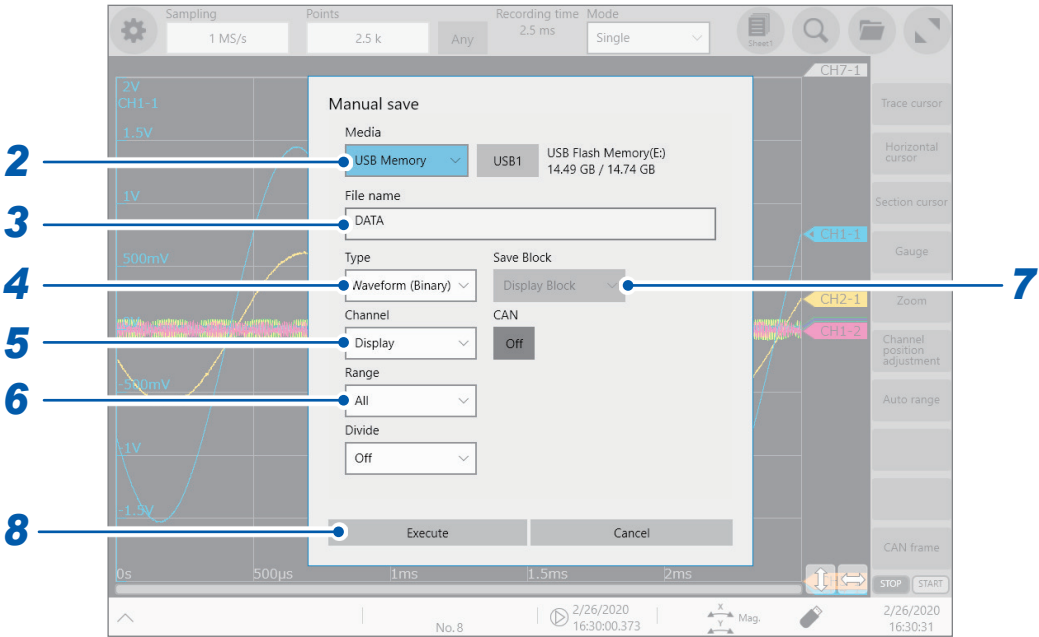 Sampling
1 MS/s
Points
2.5 k
Any
Recording time
2.5 ms
Mode
Single
Sheet1
CH7-1
2V
CH1-1
1.5V
1V
500mV
-500mV
-1V
-1.5V
0s
500µs
1ms
1.5ms
2ms
Manual save
Media
2
USB Memory
USB1
USB Flash Memory(E:)
14.49 GB / 14.74 GB
File name
3
DATA
Type
Save Block
4
Waveform (Binary)
Display Block
7
Channel
CAN
5
Display
Off
Range
6
All
Divide
Off
8
Execute
Cancel
CH1-1
CH2-1
CH1-2
Trace cursor
Horizontal
cursor
Section cursor
Gauge
Zoom
Channel
position
adjustment
Auto range
CAN frame
STOP
START
No. 8
2/26/2020
16:30:00.373
X
Y
Mag.
2/26/2020
16:30:31